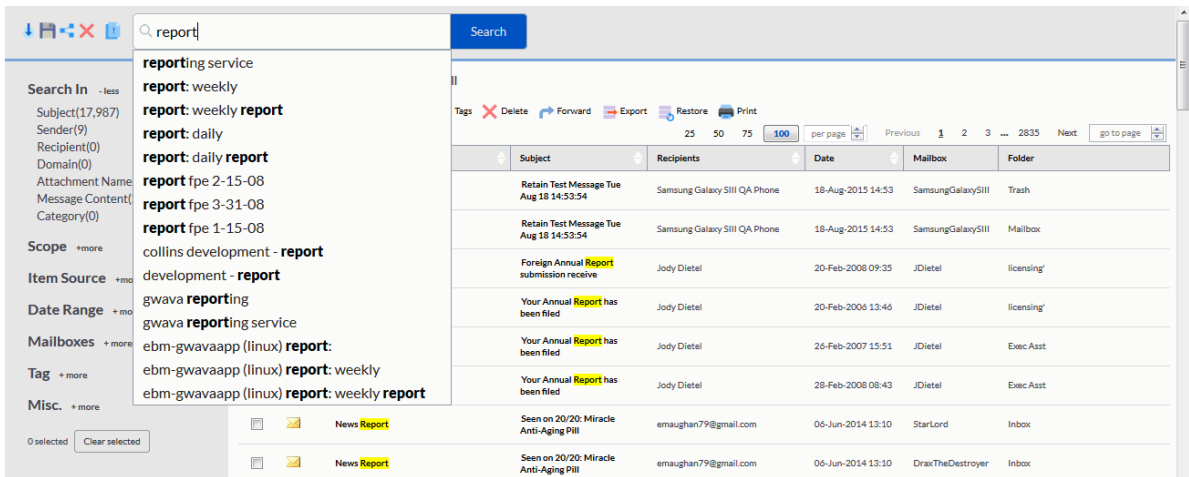 report
Search
reporting service
report: weekly
report: weekly report
report: daily
report: daily report
report fpe 2-15-08
report fpe 3-31-08
report fpe 1-15-08
collins development - report
development - report
gwava reporting
gwava reporting service
ebm-gwavaapp (linux) report:
ebm-gwavaapp (linux) report: weekly
ebm-gwavaapp (linux) report: weekly report
Search In - less
Subject(17,987)
Sender(9)
Recipient(0)
Domain(0)
Attachment Name
Message Content(
Category(0)
Scope +more
Item Source +mo
Date Range +mo
Mailboxes +more
Tag +more
Misc. +more
0 selected Clear selected
ll
Tags Delete Forward Export Restore Print
25 50 75 100 per page Previous 1 2 3 ... 2835 Next go to page
Subject Recipients Date Mailbox Folder
Retain Test Message Tue
Aug 18 14:53:54
Samsung Galaxy SIII QA Phone 18-Aug-2015 14:53 SamsungGalaxySIII Trash
Retain Test Message Tue
Aug 18 14:53:54
Samsung Galaxy SIII QA Phone 18-Aug-2015 14:53 SamsungGalaxySIII Mailbox
Foreign Annual Report
submission receive
Jody Dietel 20-Feb-2008 09:35 JDietel licensing'
Your Annual Report has
been filed
Jody Dietel 20-Feb-2006 13:46 JDietel licensing'
Your Annual Report has
been filed
Jody Dietel 26-Feb-2007 15:51 JDietel Exec Asst
Your Annual Report has
been filed
Jody Dietel 28-Feb-2008 08:43 JDietel Exec Asst
News Report
Seen on 20/20: Miracle
Anti-Aging Pill
emaughan79@gmail.com 06-Jun-2014 13:10 StarLord Inbox
News Report
Seen on 20/20: Miracle
Anti-Aging Pill
emaughan79@gmail.com 06-Jun-2014 13:10 DraxTheDestroyer Inbox